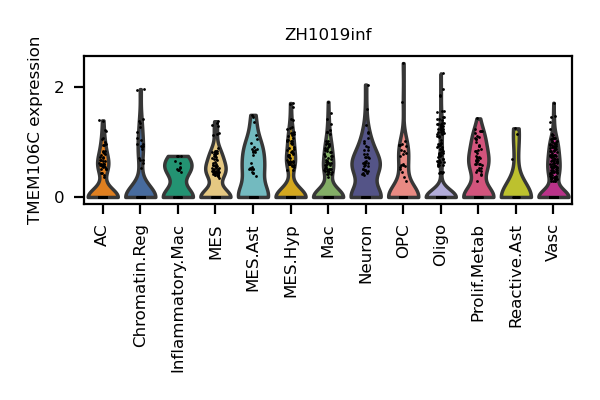 ZH1019inf
TMEM106C expression
2
0
AC
Chromatin.Reg
Inflammatory.Mac
MES
MES.Ast
MES.Hyp
Mac
Neuron
OPC
Oligo
Prolif.Metab
Reactive.Ast
Vasc